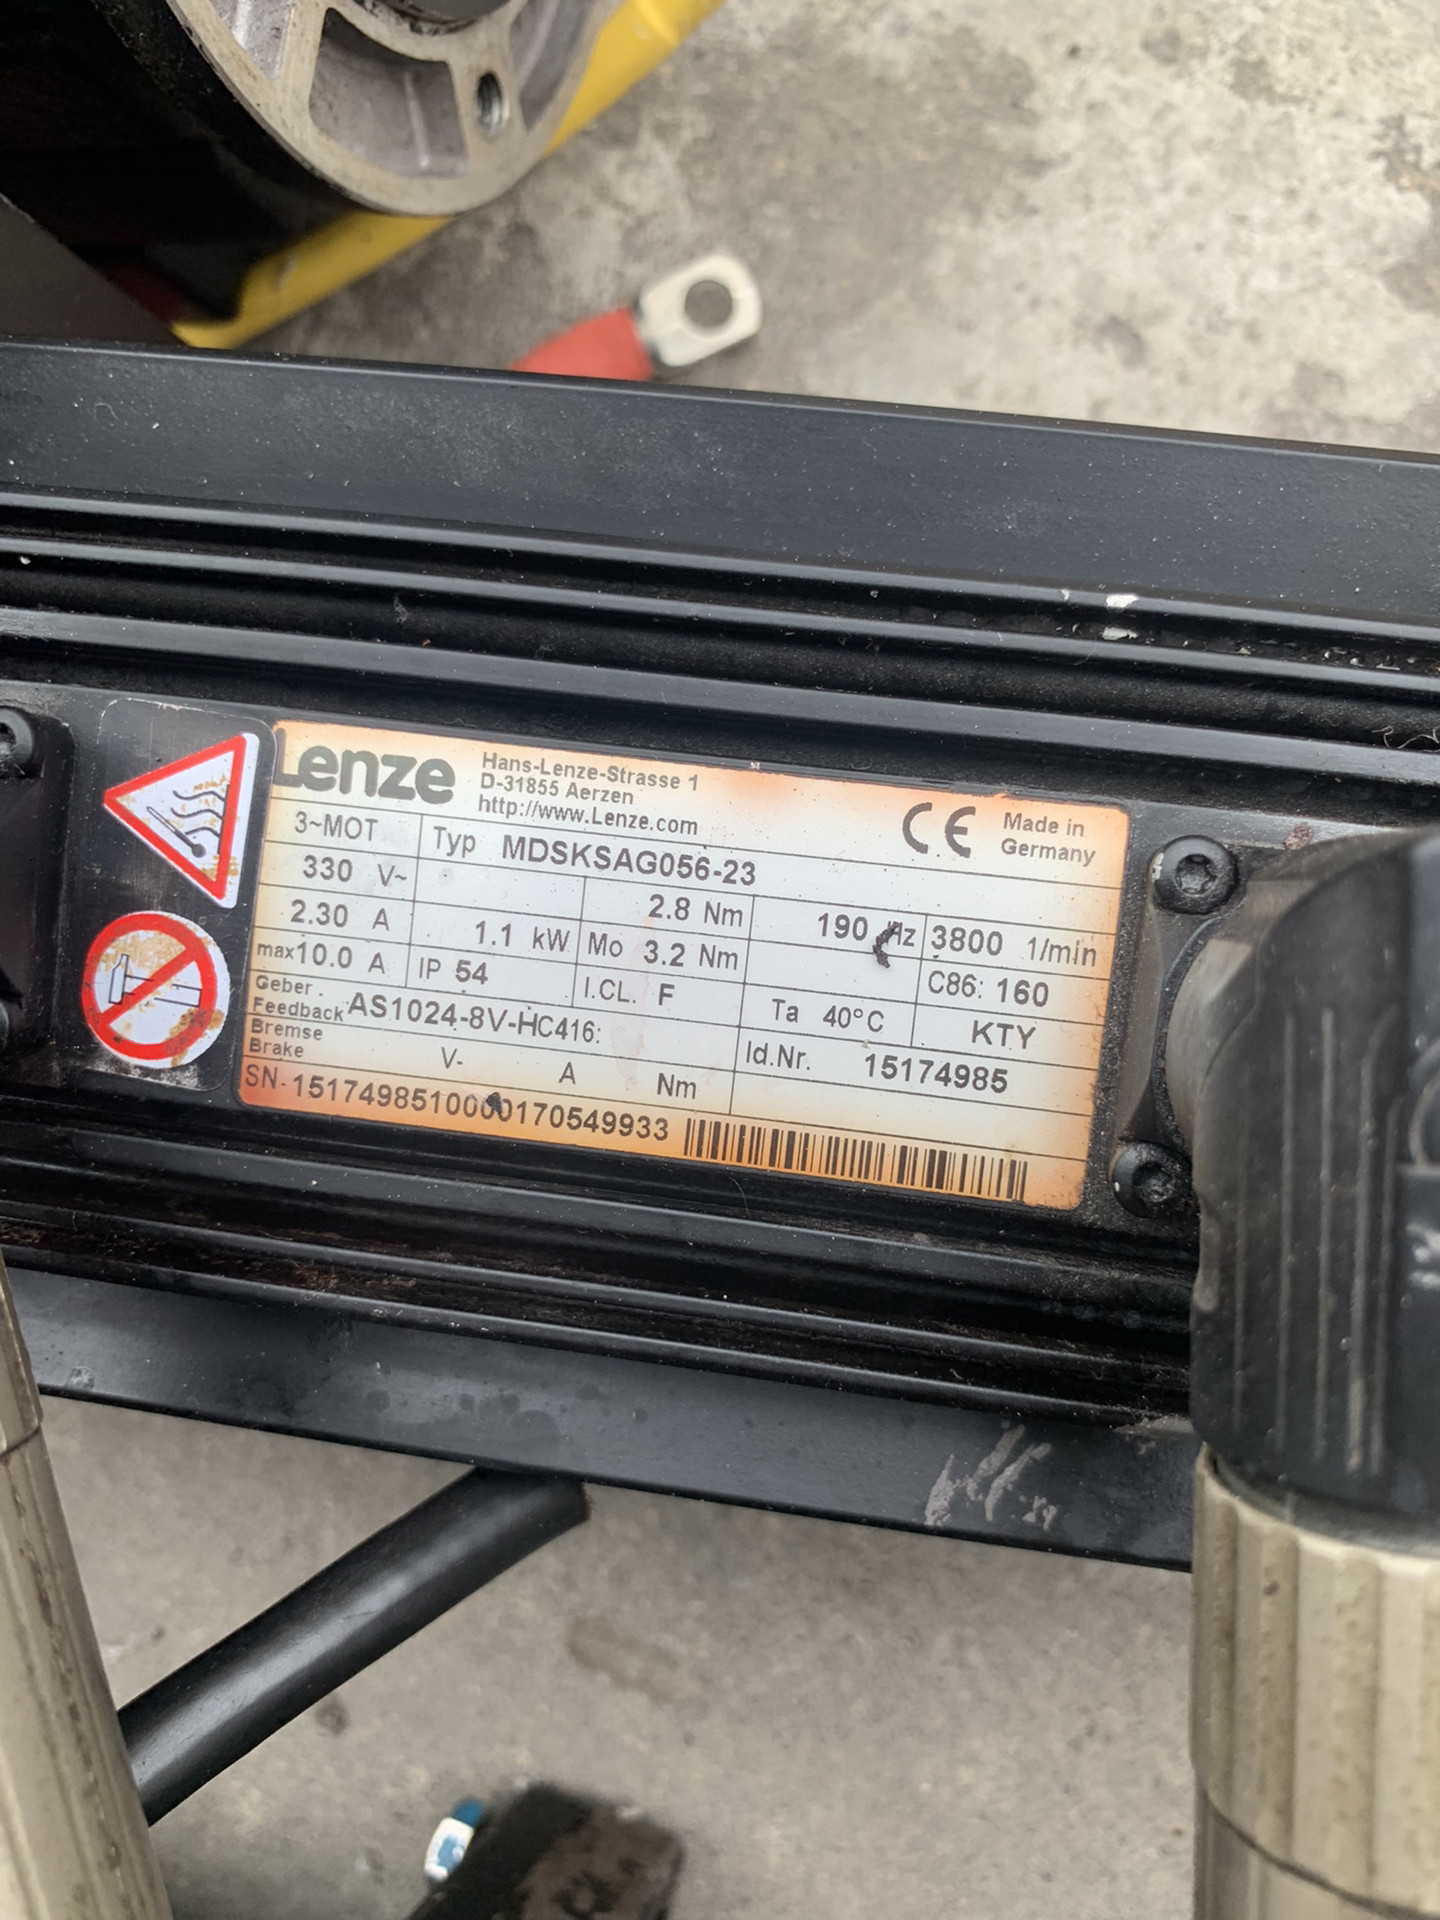 Lenze
Hans-Lenze-Strasse 1
D-31855 Aerzen
http://www.Lenze.com
CE
Made in
Germany
3~MOT
Typ MDSKSAG056-23
330 V~
2.8 Nm
190 Hz
3800 1/min
2.30 A
1.1 kW
Mo 3.2 Nm
C86: 160
max10.0 A
IP 54
I.CL. F
Ta 40°C
KTY
Geber
Feedback AS1024-8V-HC416:
Id.Nr. 15174985
Bremse
Brake V- A Nm
SN-15174985100000170549933